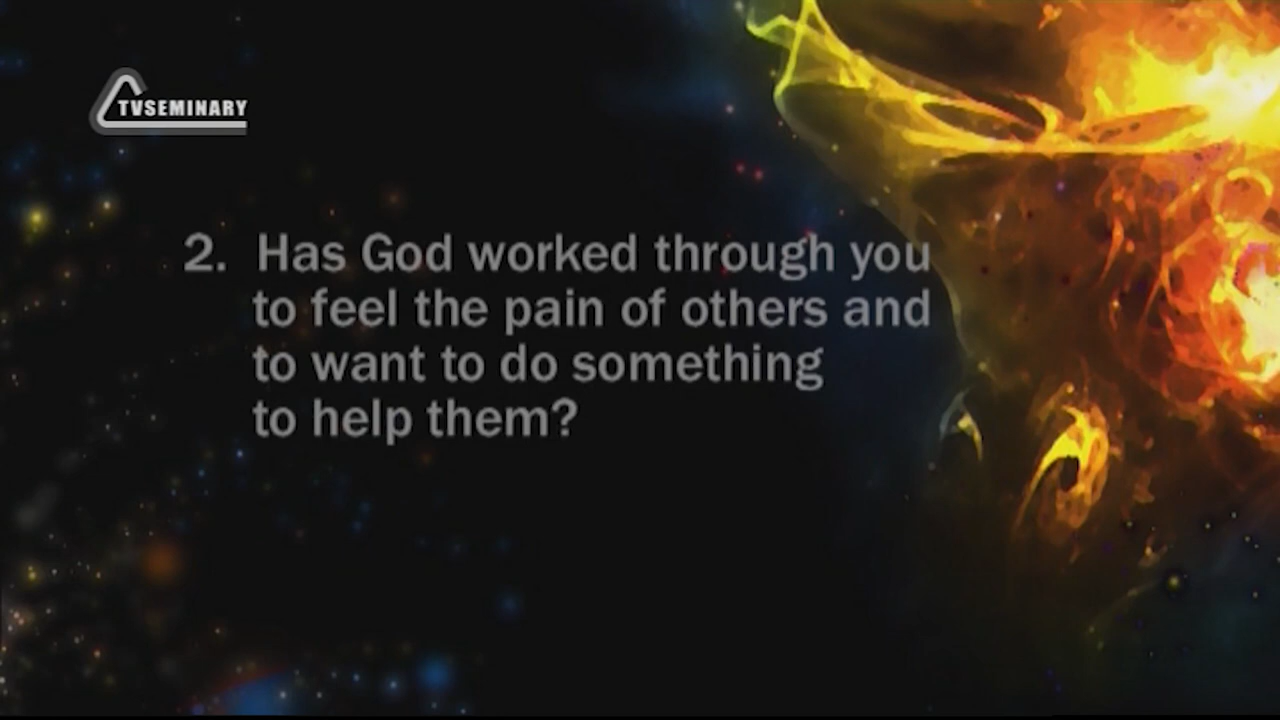 TVSEMINARY
2. Has God worked through you
to feel the pain of others and
to want to do something
to help them?